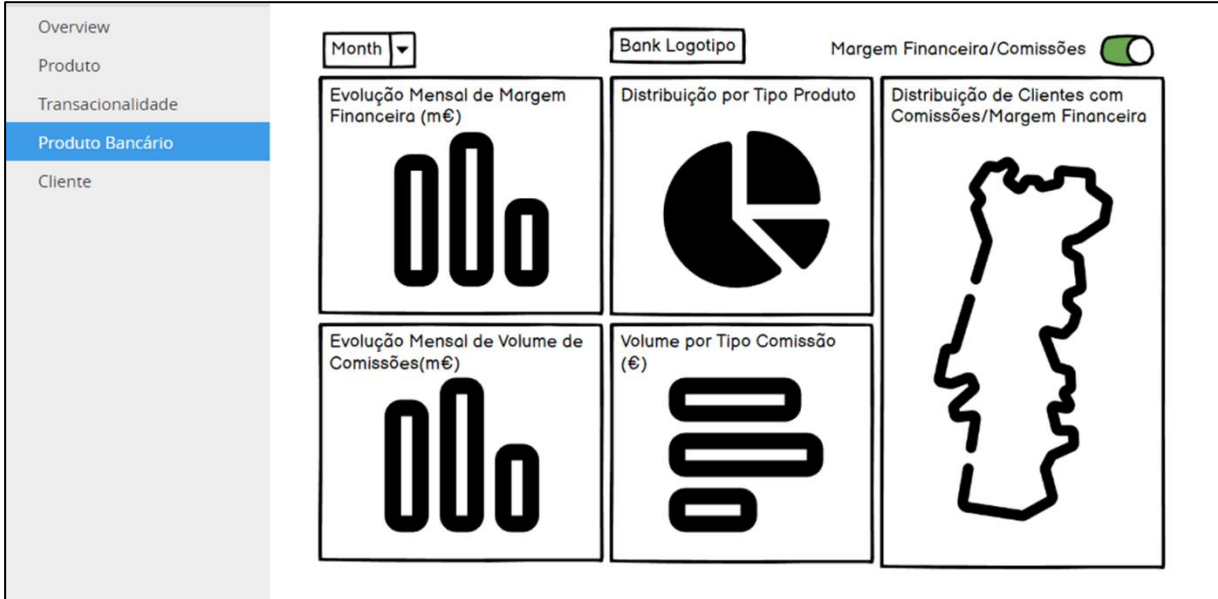 Overview
Produto
Transacionalidade
Produto Bancário
Cliente
Month
Bank Logotipo
Margem Financeira/Comissões
Evolução Mensal de Margem
Financeira (m€)
Distribuição por Tipo Produto
Distribuição de Clientes com
Comissões/Margem Financeira
Evolução Mensal de Volume de
Comissões(m€)
Volume por Tipo Comissão
(€)